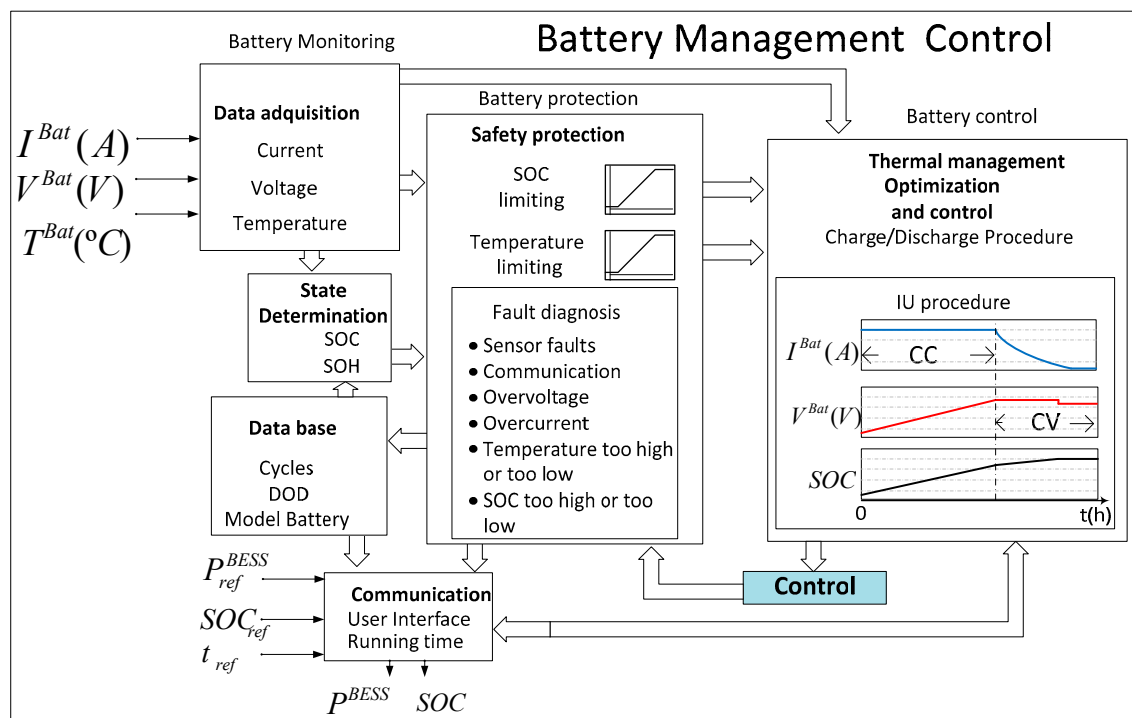 Battery Management Control
Battery Monitoring
Data adquisition
Current
Voltage
Temperature
I^Bat(A)
V^Bat(V)
T^Bat(ºC)
State
Determination
SOC
SOH
Data base
Cycles
DOD
Model Battery
Battery protection
Safety protection
SOC
limiting
Temperature
limiting
Fault diagnosis
● Sensor faults
● Communication
● Overvoltage
● Overcurrent
● Temperature too high
or too low
● SOC too high or too
low
Battery control
Thermal management
Optimization
and control
Charge/Discharge Procedure
IU procedure
I^Bat(A)
CC
V^Bat(V)
CV
SOC
0
t(h)
Control
P_ref^BESS
SOC_ref
t_ref
Communication
User Interface
Running time
P^BESS
SOC